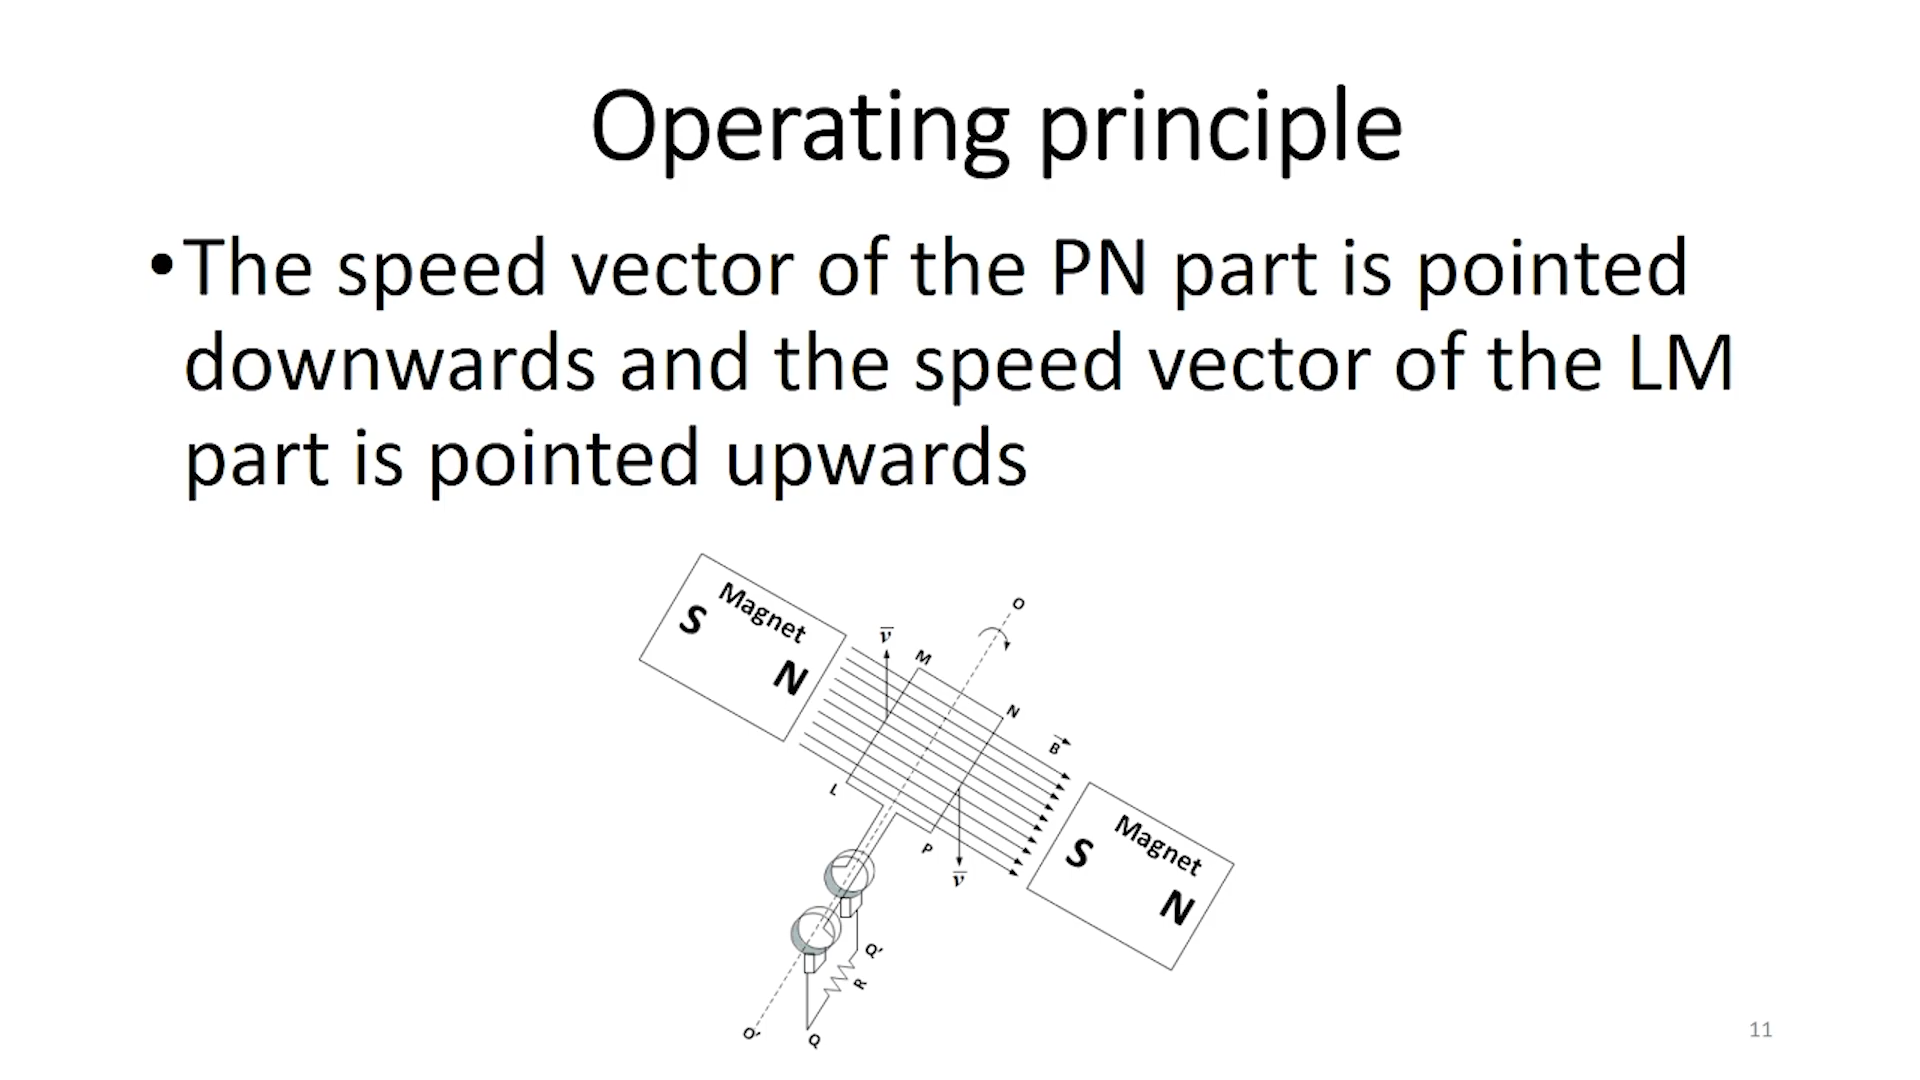 Operating principle
•The speed vector of the PN part is pointed
downwards and the speed vector of the LM
part is pointed upwards
Magnet
S
N
O
v
M
N
B
L
P
v
Magnet
S
N
Q'
R
O'
Q
11